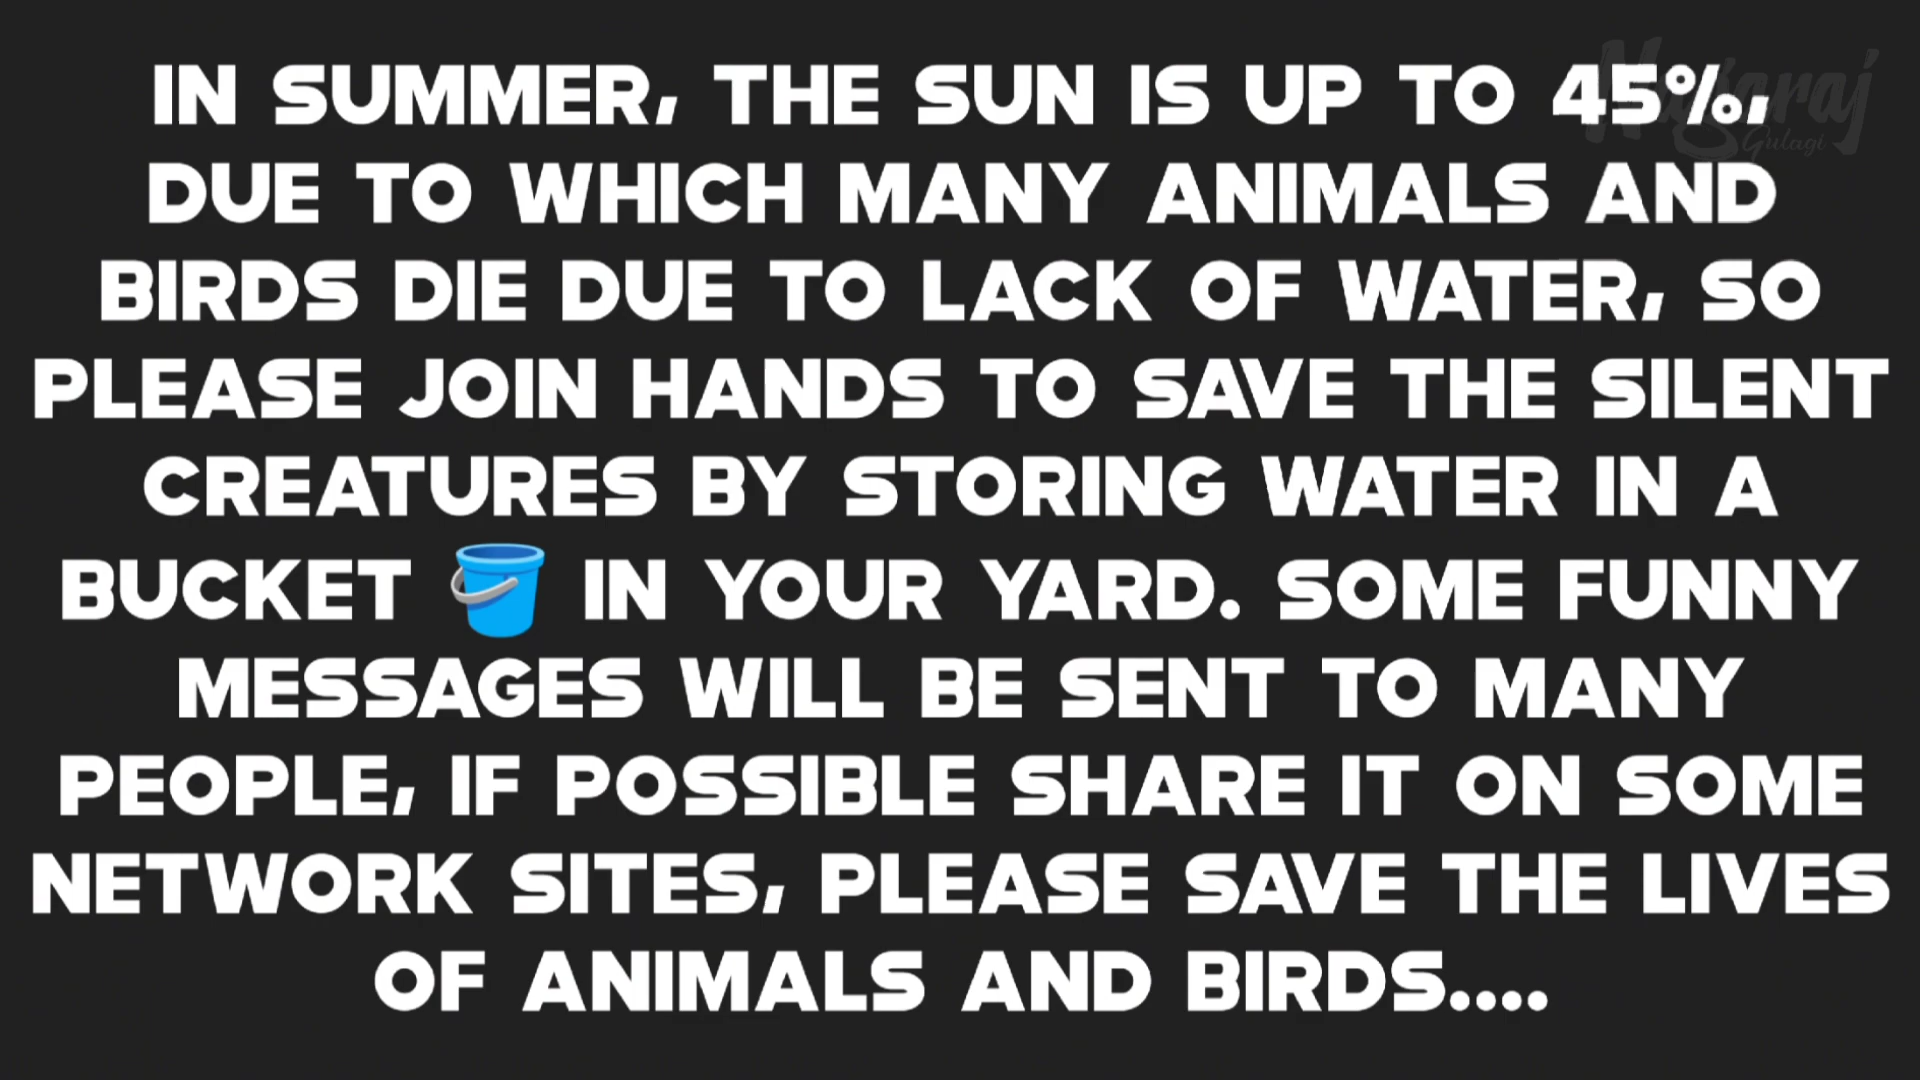 IN SUMMER, THE SUN IS UP TO 45%,
DUE TO WHICH MANY ANIMALS AND
BIRDS DIE DUE TO LACK OF WATER, SO
PLEASE JOIN HANDS TO SAVE THE SILENT
CREATURES BY STORING WATER IN A
BUCKET 🪣 IN YOUR YARD. SOME FUNNY
MESSAGES WILL BE SENT TO MANY
PEOPLE, IF POSSIBLE SHARE IT ON SOME
NETWORK SITES, PLEASE SAVE THE LIVES
OF ANIMALS AND BIRDS....
Nagaraj
Gulagi